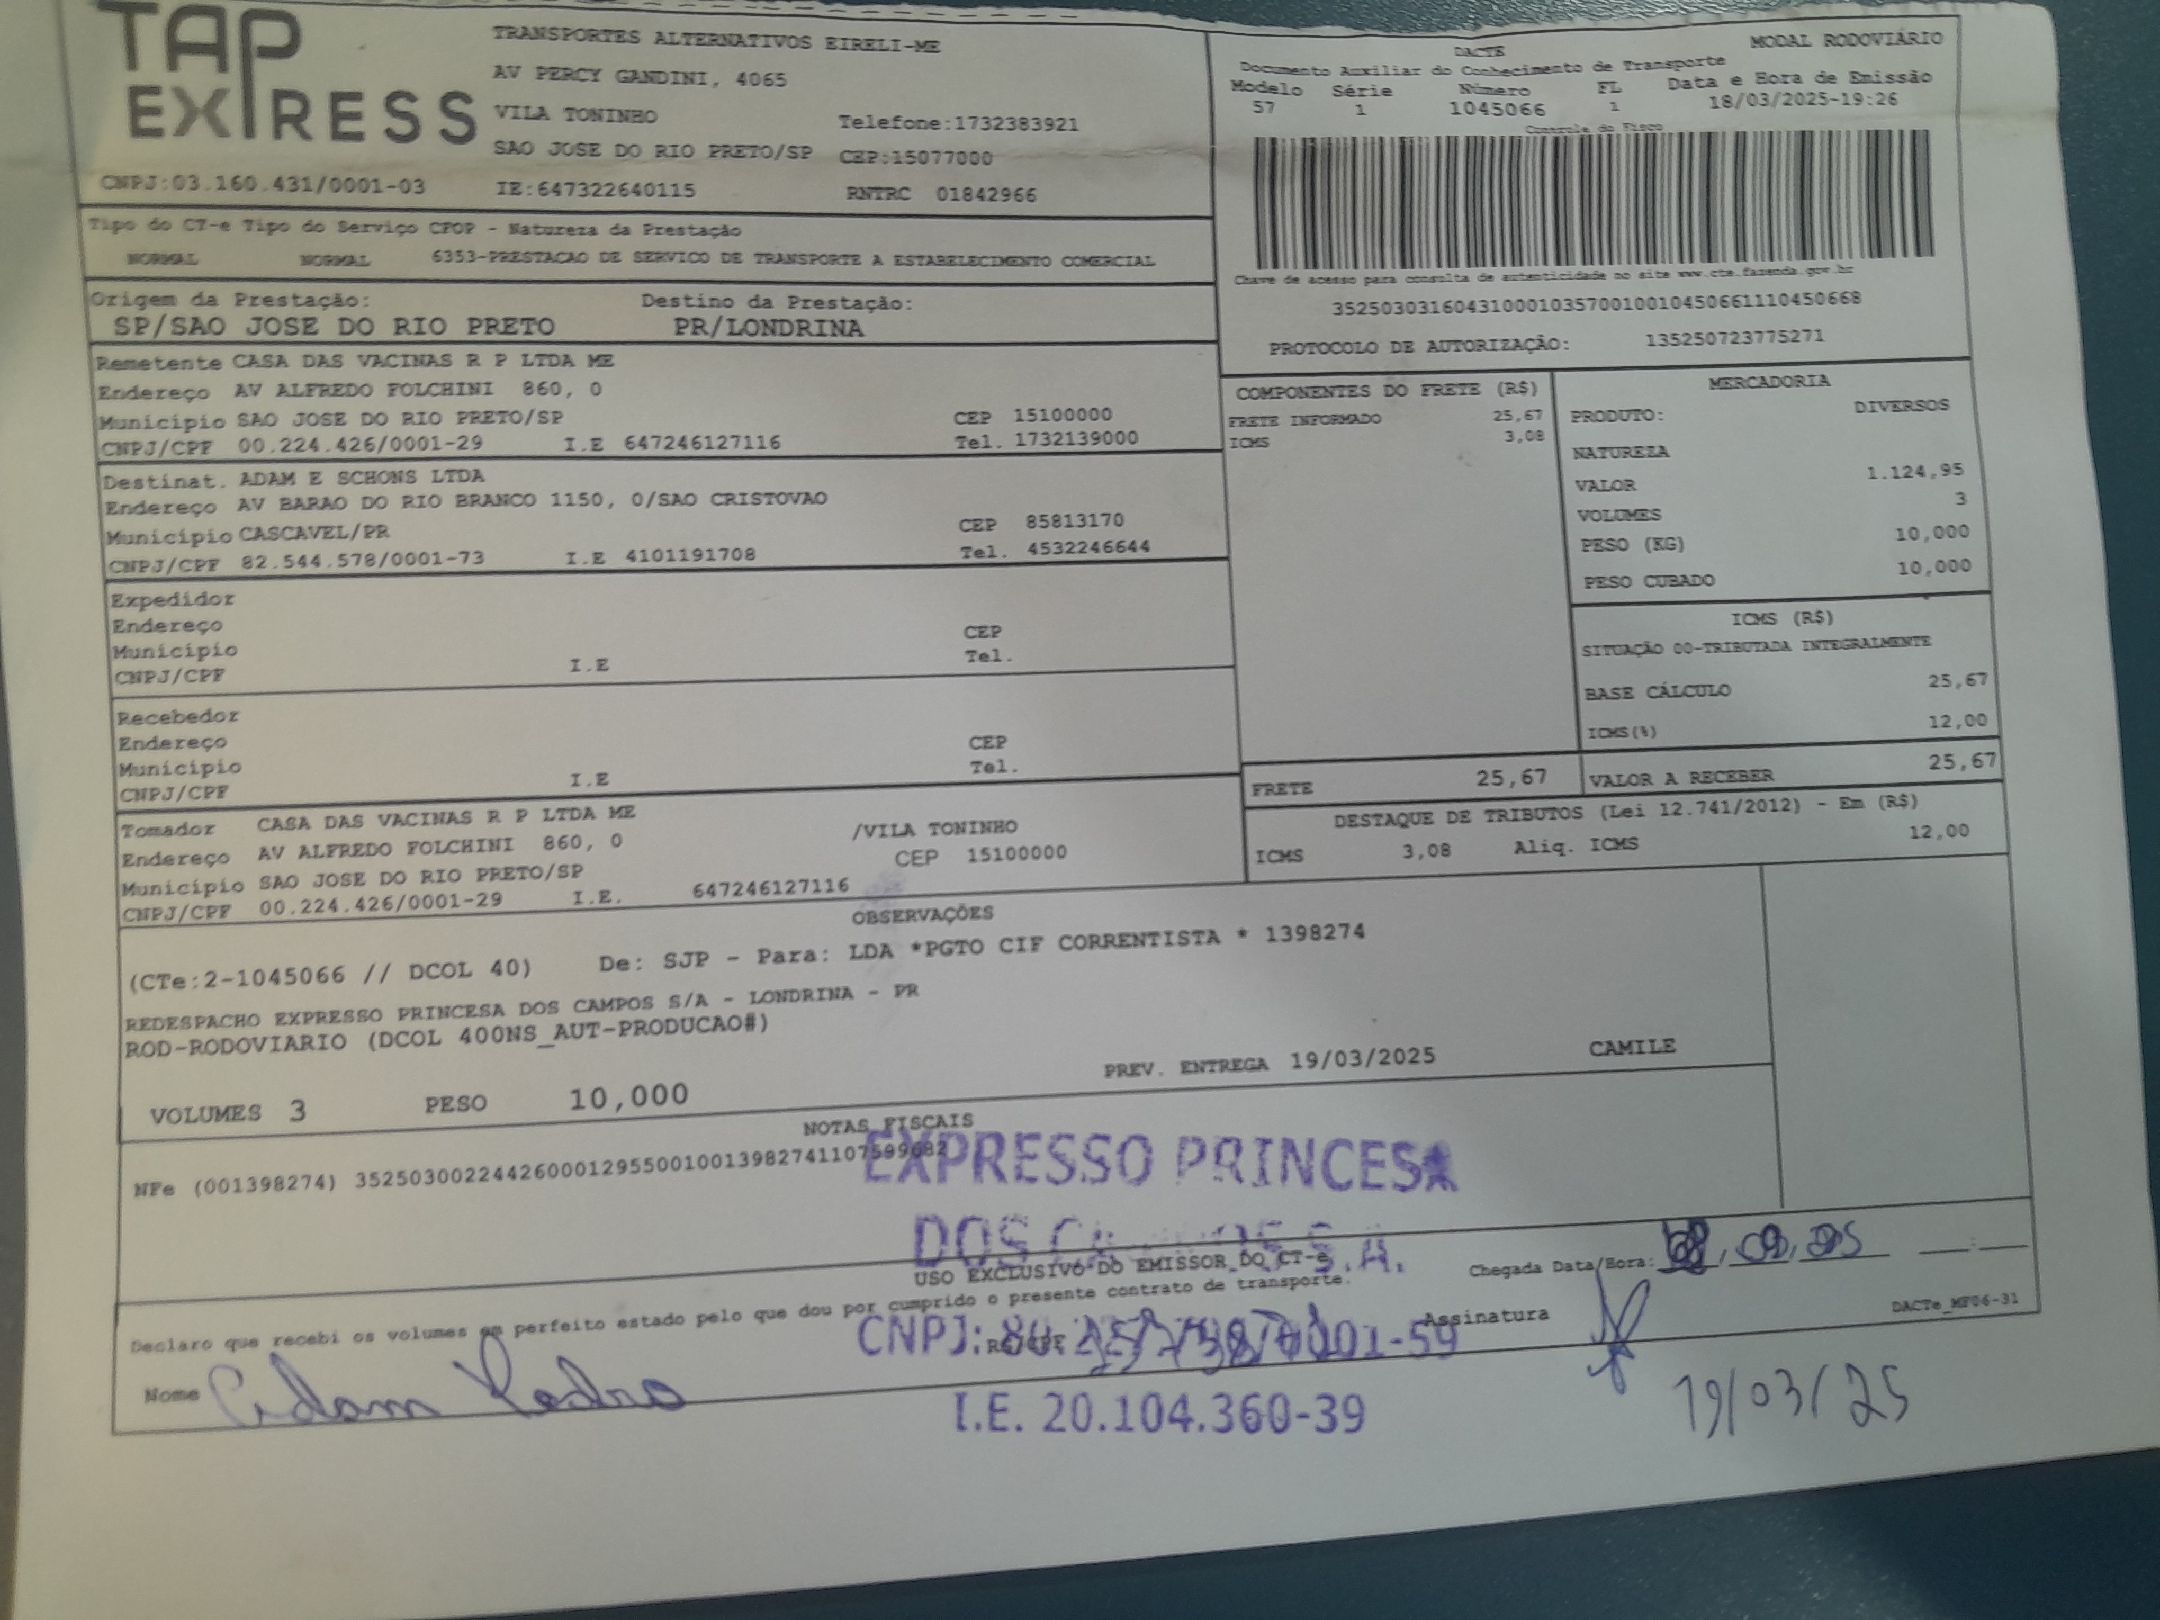 TAP EXPRESS
TRANSPORTES ALTERNATIVOS EIRELI-ME
AV PERCY GANDINI, 4065
VILA TONINHO
Telefone:1732383921
SAO JOSE DO RIO PRETO/SP CEP:15077000
CNPJ:03.160.431/0001-03 IE:647322640115 RNTRC 01842966
DACTE MODAL RODOVIÁRIO
Documento Auxiliar do Conhecimento de Transporte
Modelo Série Número FL Data e Hora de Emissão
57 1 1045066 1 18/03/2025-19:26
Controle do Fisco
Chave de acesso para consulta de autenticidade no site www.cte.fazenda.gov.br
35250303160431000103570010010450661110450668
PROTOCOLO DE AUTORIZAÇÃO: 135250723775271
Tipo do CT-e Tipo do Serviço CFOP - Natureza da Prestação
NORMAL NORMAL 6353-PRESTACAO DE SERVICO DE TRANSPORTE A ESTABELECIMENTO COMERCIAL
Origem da Prestação: Destino da Prestação:
SP/SAO JOSE DO RIO PRETO PR/LONDRINA
Remetente CASA DAS VACINAS R P LTDA ME
Endereço AV ALFREDO FOLCHINI 860, 0
Município SAO JOSE DO RIO PRETO/SP CEP 15100000
CNPJ/CPF 00.224.426/0001-29 I.E 647246127116 Tel. 1732139000
Destinat. ADAM E SCHONS LTDA
Endereço AV BARAO DO RIO BRANCO 1150, 0/SAO CRISTOVAO
Município CASCAVEL/PR CEP 85813170
CNPJ/CPF 82.544.578/0001-73 I.E 4101191708 Tel. 4532246644
Expedidor
Endereço
Município CEP
CNPJ/CPF I.E Tel.
Recebedor
Endereço
Município CEP
CNPJ/CPF I.E Tel.
Tomador CASA DAS VACINAS R P LTDA ME
Endereço AV ALFREDO FOLCHINI 860, 0 /VILA TONINHO
Município SAO JOSE DO RIO PRETO/SP CEP 15100000
CNPJ/CPF 00.224.426/0001-29 I.E. 647246127116
COMPONENTES DO FRETE (R$)
FRETE INFORMADO 25,67
ICMS 3,08
MERCADORIA
PRODUTO: DIVERSOS
NATUREZA
VALOR 1.124,95
VOLUMES 3
PESO (KG) 10,000
PESO CUBADO 10,000
ICMS (R$)
SITUAÇÃO 00-TRIBUTADA INTEGRALMENTE
BASE CÁLCULO 25,67
ICMS(%) 12,00
FRETE 25,67 VALOR A RECEBER 25,67
DESTAQUE DE TRIBUTOS (Lei 12.741/2012) - Em (R$)
ICMS 3,08 Aliq. ICMS 12,00
OBSERVAÇÕES
(CTe:2-1045066 // DCOL 40) De: SJP - Para: LDA *PGTO CIF CORRENTISTA * 1398274
REDESPACHO EXPRESSO PRINCESA DOS CAMPOS S/A - LONDRINA - PR
ROD-RODOVIARIO (DCOL 400NS_AUT-PRODUCAO#)
PREV. ENTREGA 19/03/2025 CAMILE
VOLUMES 3 PESO 10,000
NOTAS FISCAIS
NFe (001398274) 35250300224426000129550010013982741107599682
EXPRESSO PRINCESA
DOS S.A.
USO EXCLUSIVO DO EMISSOR DO CT-e
Chegada Data/Hora:
Declaro que recebi os volumes em perfeito estado pelo que dou por cumprido o presente contrato de transporte.
CNPJ: 0001-59
RG/CPF
Assinatura
DACTe_MF06-31
Nome Adam
I.E. 20.104.360-39
19/03/25